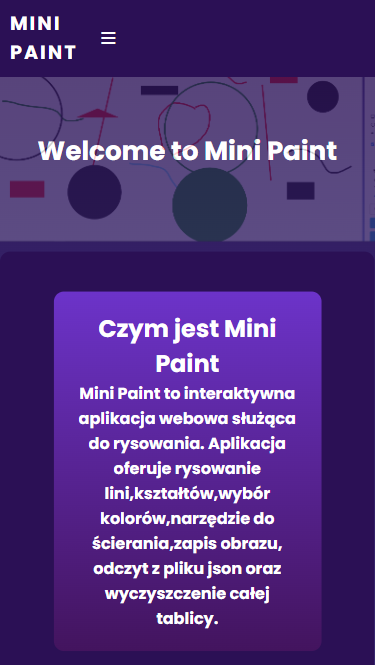 MINI
PAINT
Welcome to Mini Paint
Czym jest Mini
Paint
Mini Paint to interaktywna
aplikacja webowa służąca
do rysowania. Aplikacja
oferuje rysowanie
lini,kształtów,wybór
kolorów,narzędzie do
ścierania,zapis obrazu,
odczyt z pliku json oraz
wyczyszczenie całej
tablicy.